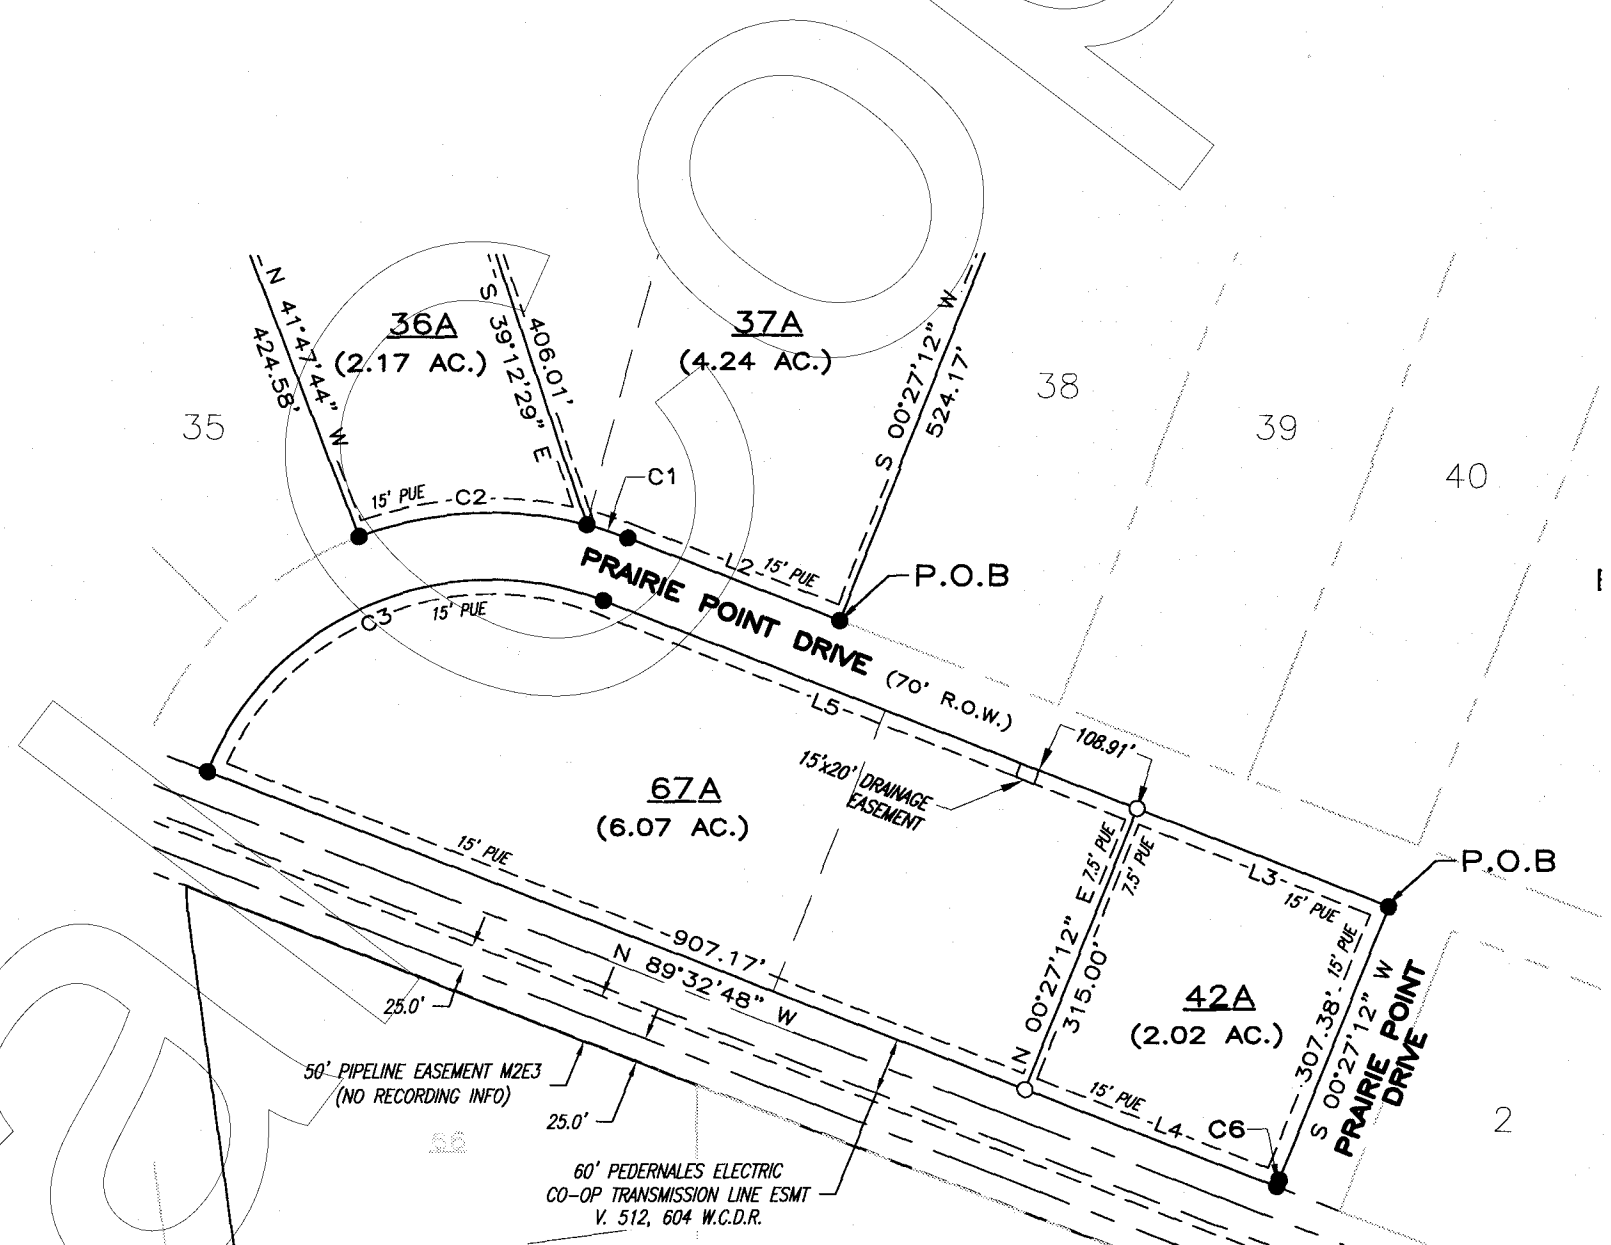 N 41°47'44" W
424.58'
36A
(2.17 AC.)
S 39°12'29" E
406.01'
37A
(4.24 AC.)
S 00°27'12" W
524.17'
35
38
39
40
15' PUE
C2
C1
L2
15' PUE
P.O.B
PRAIRIE POINT DRIVE (70' R.O.W.)
C3
15' PUE
L5
108.91'
15'x20' DRAINAGE
EASEMENT
67A
(6.07 AC.)
15' PUE
7.5' PUE
7.5' PUE
L3
15' PUE
P.O.B
15' PUE
907.17'
N 89°32'48" W
N 00°27'12" E
315.00'
42A
(2.02 AC.)
307.38'
S 00°27'12" W
PRAIRIE POINT
DRIVE
25.0'
50' PIPELINE EASEMENT M2E3
(NO RECORDING INFO)
25.0'
15' PUE
L4
C6
2
66
60' PEDERNALES ELECTRIC
CO-OP TRANSMISSION LINE ESMT
V. 512, 604 W.C.D.R.